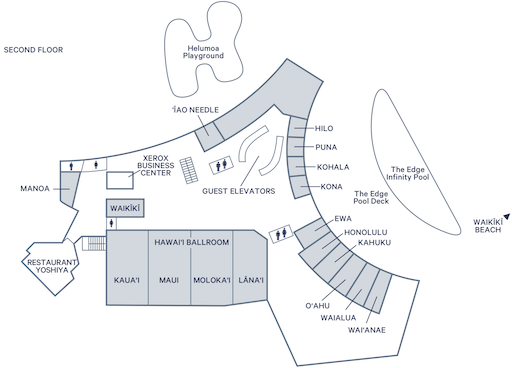 Helumoa
Playground
SECOND FLOOR
ʻĪAO NEEDLE
HILO
PUNA
KOHALA
KONA
XEROX
BUSINESS
CENTER
MANOA
GUEST ELEVATORS
The Edge
Infinity Pool
The Edge
Pool Deck
WAIKĪKĪ
WAIKĪKĪ
BEACH
EWA
HONOLULU
KAHUKU
HAWAIʻI BALLROOM
RESTAURANT
YOSHIYA
KAUAʻI
MAUI
MOLOKAʻI
LĀNAʻI
OʻAHU
WAIALUA
WAIʻANAE